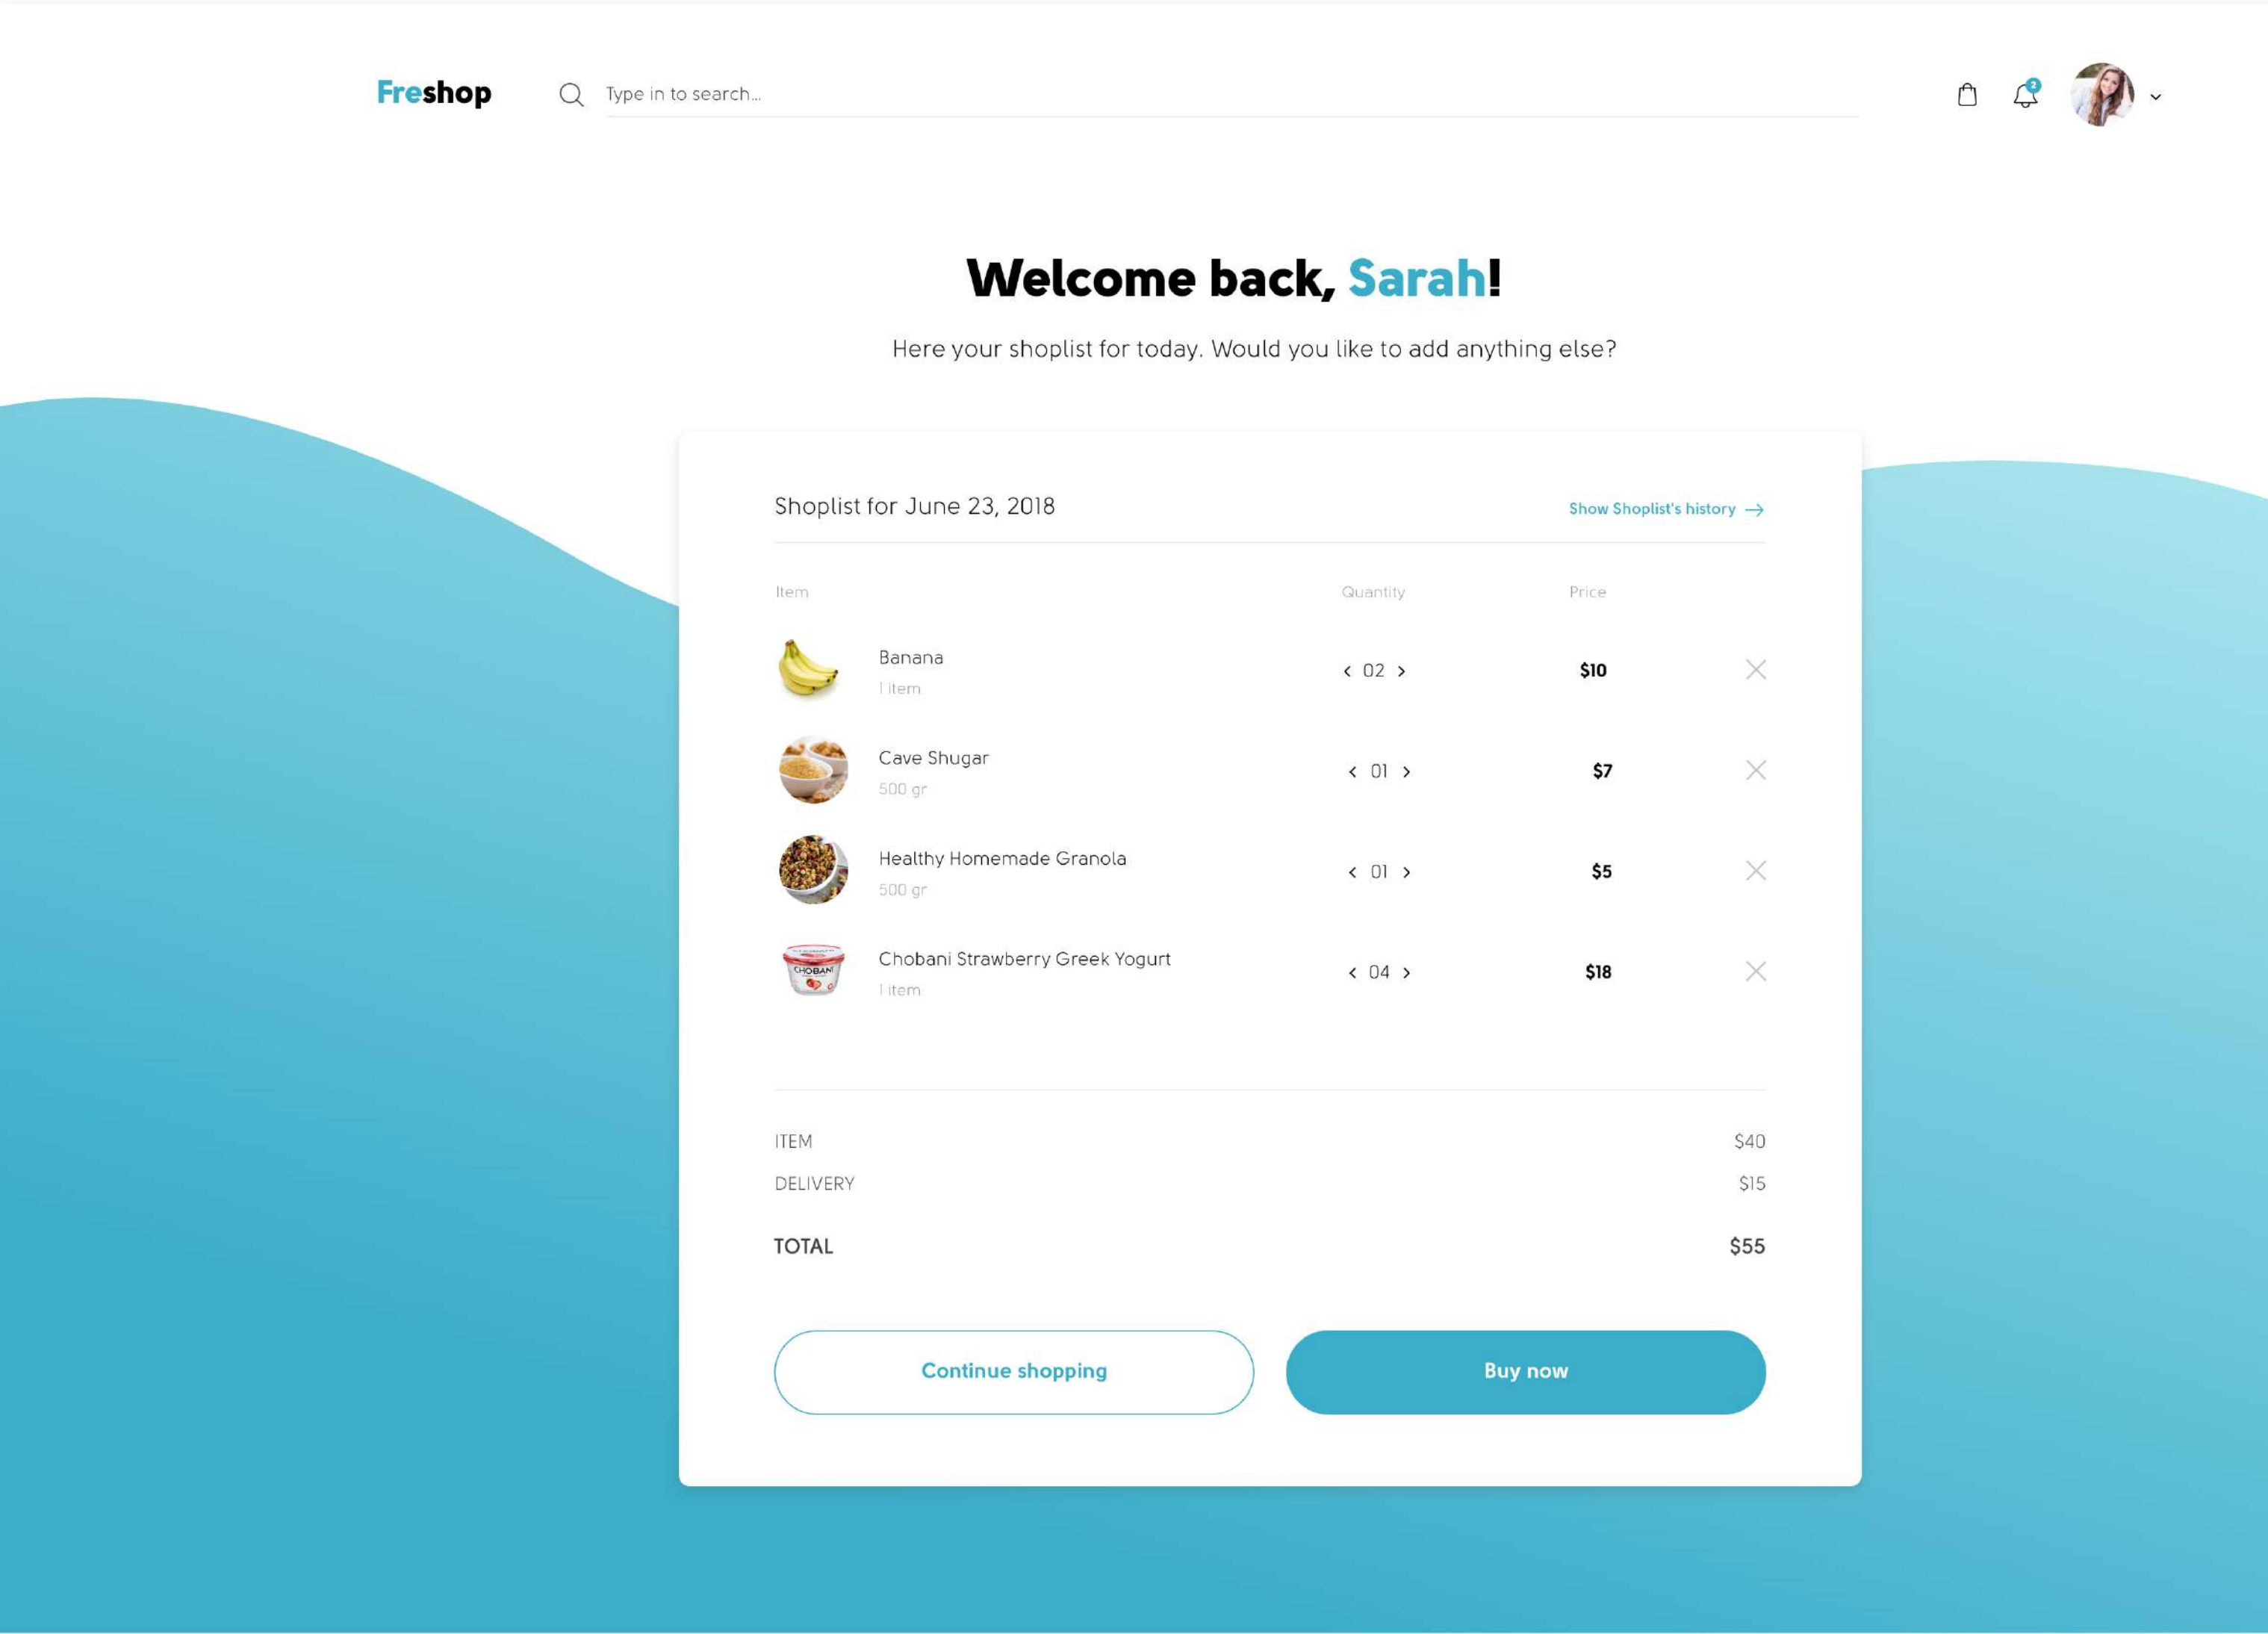 Freshop
Type in to search...
2
Welcome back, Sarah!
Here your shoplist for today. Would you like to add anything else?
Shoplist for June 23, 2018
Show Shoplist's history →
Item Quantity Price
Banana
1 item
< 02 > $10
Cave Shugar
500 gr
< 01 > $7
Healthy Homemade Granola
500 gr
< 01 > $5
CHOBANI
Chobani Strawberry Greek Yogurt
1 item
< 04 > $18
ITEM $40
DELIVERY $15
TOTAL $55
Continue shopping
Buy now